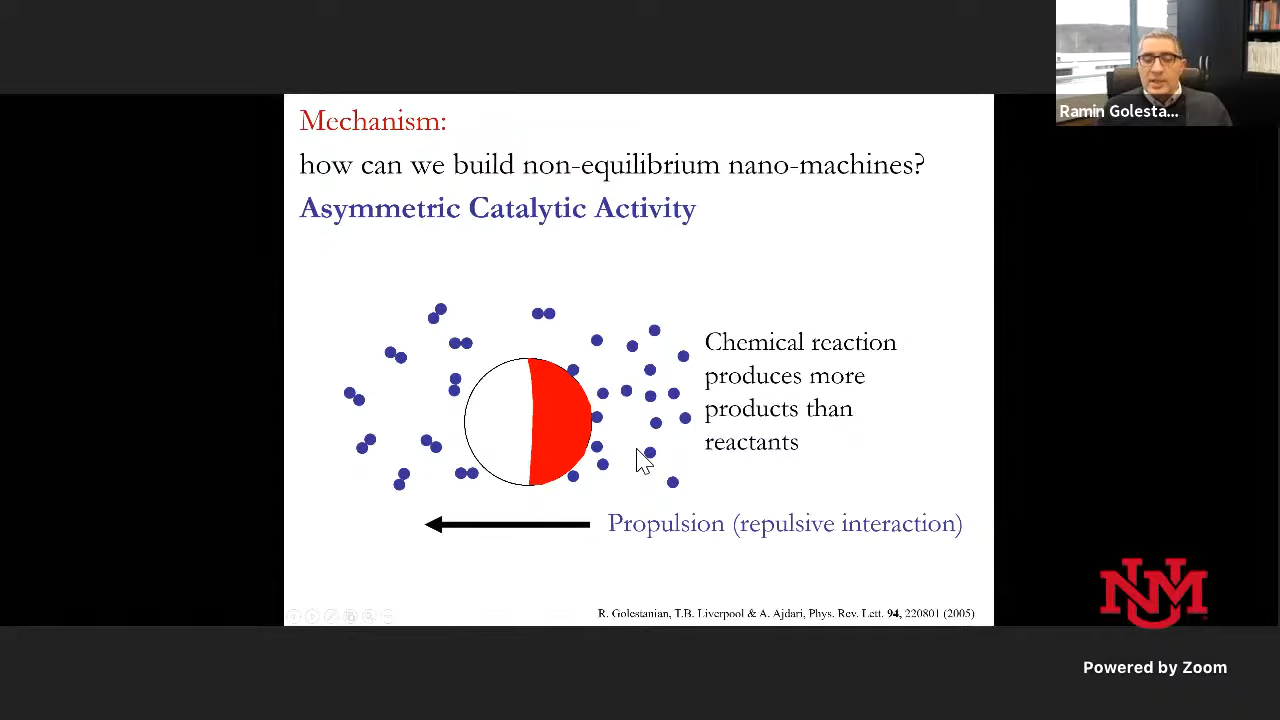 Ramin Golesta...
Mechanism:
how can we build non-equilibrium nano-machines?
Asymmetric Catalytic Activity
Chemical reaction
produces more
products than
reactants
Propulsion (repulsive interaction)
R. Golestanian, T.B. Liverpool & A. Ajdari, Phys. Rev. Lett. 94, 220801 (2005)
UNM
Powered by Zoom